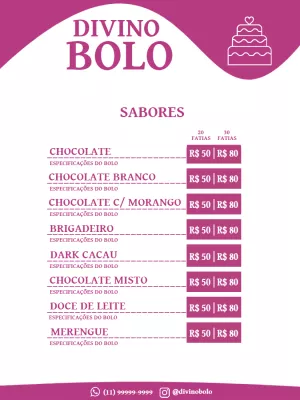 DIVINO
BOLO
SABORES
20 30
FATIAS FATIAS
CHOCOLATE R$ 50 R$ 80
ESPECIFICAÇÕES DO BOLO
CHOCOLATE BRANCO R$ 50 R$ 80
ESPECIFICAÇÕES DO BOLO
CHOCOLATE C/ MORANGO R$ 50 R$ 80
ESPECIFICAÇÕES DO BOLO
BRIGADEIRO R$ 50 R$ 80
ESPECIFICAÇÕES DO BOLO
DARK CACAU R$ 50 R$ 80
ESPECIFICAÇÕES DO BOLO
CHOCOLATE MISTO R$ 50 R$ 80
ESPECIFICAÇÕES DO BOLO
DOCE DE LEITE R$ 50 R$ 80
ESPECIFICAÇÕES DO BOLO
MERENGUE R$ 50 R$ 80
ESPECIFICAÇÕES DO BOLO
(11) 99999-9999 @divinobolo